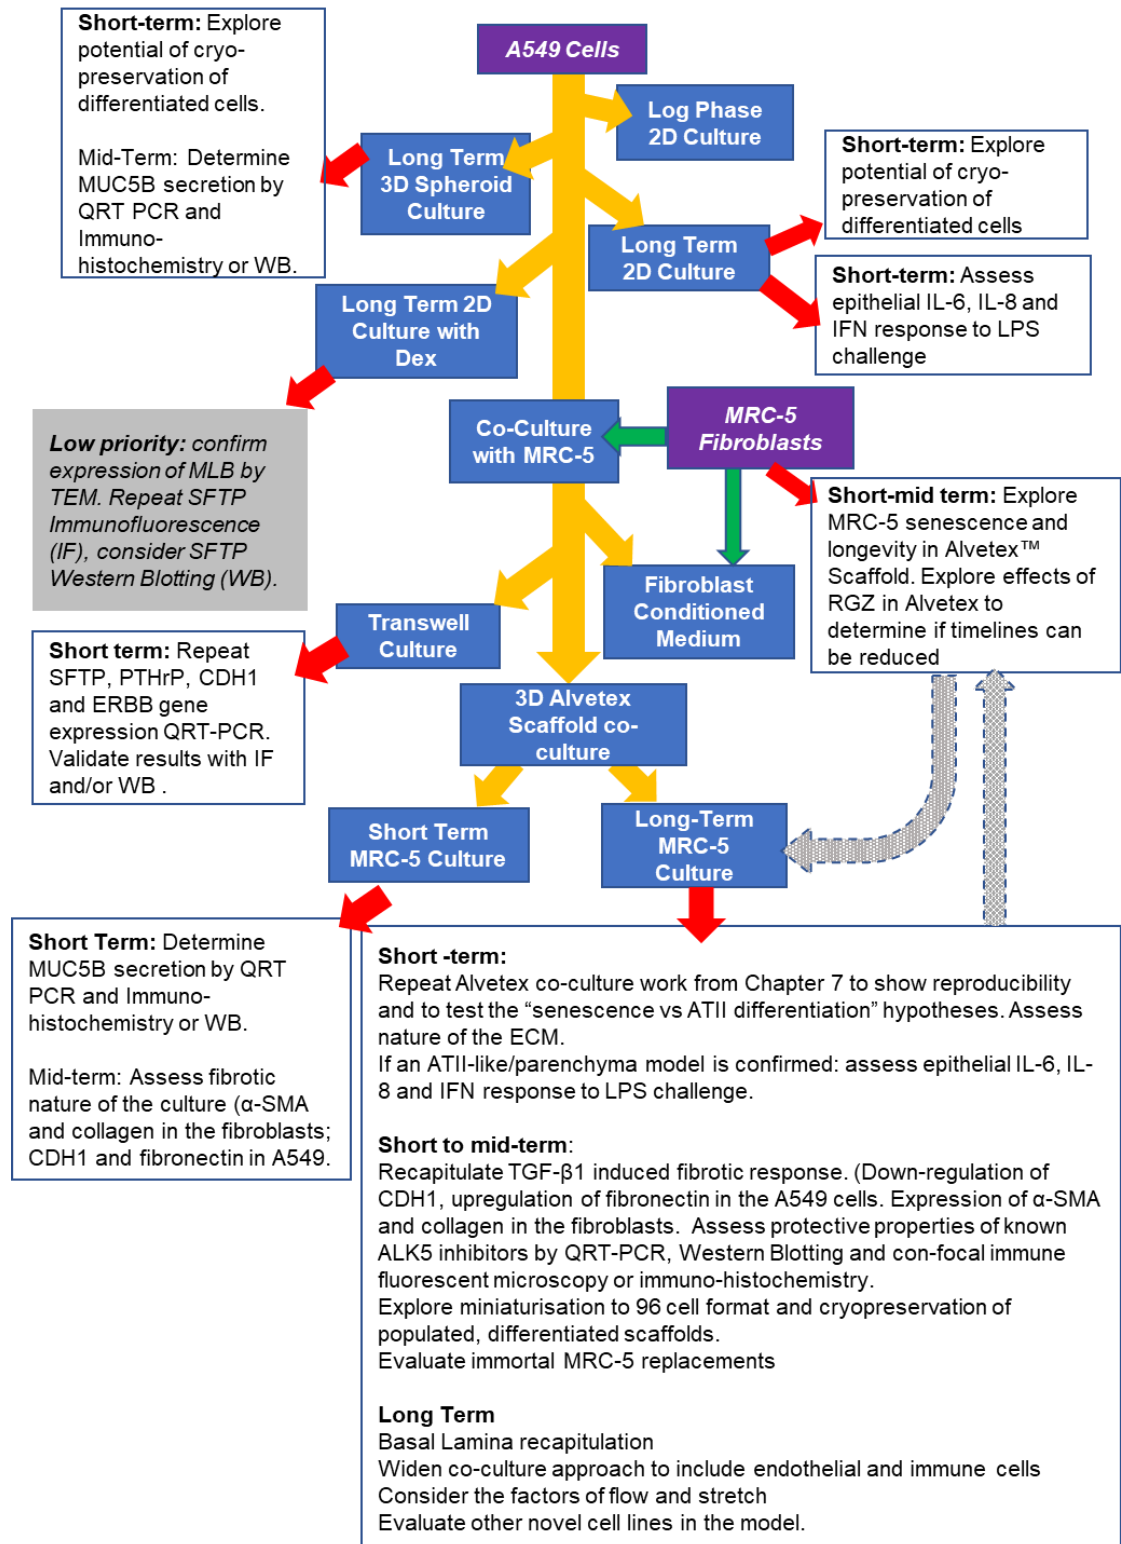 A549 Cells
Short-term: Explore
potential of cryo-
preservation of
differentiated cells.
Mid-Term: Determine
MUC5B secretion by
QRT PCR and
Immuno-
histochemistry or WB.
Log Phase
2D Culture
Long Term
3D Spheroid
Culture
Short-term: Explore
potential of cryo-
preservation of
differentiated cells
Long Term
2D Culture
Short-term: Assess
epithelial IL-6, IL-8 and
IFN response to LPS
challenge
Long Term 2D
Culture with
Dex
Low priority: confirm
expression of MLB by
TEM. Repeat SFTP
Immunofluorescence
(IF), consider SFTP
Western Blotting (WB).
Co-Culture
with MRC-5
MRC-5
Fibroblasts
Short-mid term: Explore
MRC-5 senescence and
longevity in Alvetex™
Scaffold. Explore effects of
RGZ in Alvetex to
determine if timelines can
be reduced
Fibroblast
Conditioned
Medium
Transwell
Culture
Short term: Repeat
SFTP, PTHrP, CDH1
and ERBB gene
expression QRT-PCR.
Validate results with IF
and/or WB .
3D Alvetex
Scaffold co-
culture
Short Term
MRC-5 Culture
Long-Term
MRC-5
Culture
Short Term: Determine
MUC5B secretion by QRT
PCR and Immuno-
histochemistry or WB.
Mid-term: Assess fibrotic
nature of the culture (α-SMA
and collagen in the fibroblasts;
CDH1 and fibronectin in A549.
Short -term:
Repeat Alvetex co-culture work from Chapter 7 to show reproducibility
and to test the “senescence vs ATII differentiation” hypotheses. Assess
nature of the ECM.
If an ATII-like/parenchyma model is confirmed: assess epithelial IL-6, IL-
8 and IFN response to LPS challenge.
Short to mid-term:
Recapitulate TGF-β1 induced fibrotic response. (Down-regulation of
CDH1, upregulation of fibronectin in the A549 cells. Expression of α-SMA
and collagen in the fibroblasts. Assess protective properties of known
ALK5 inhibitors by QRT-PCR, Western Blotting and con-focal immune
fluorescent microscopy or immuno-histochemistry.
Explore miniaturisation to 96 cell format and cryopreservation of
populated, differentiated scaffolds.
Evaluate immortal MRC-5 replacements
Long Term
Basal Lamina recapitulation
Widen co-culture approach to include endothelial and immune cells
Consider the factors of flow and stretch
Evaluate other novel cell lines in the model.